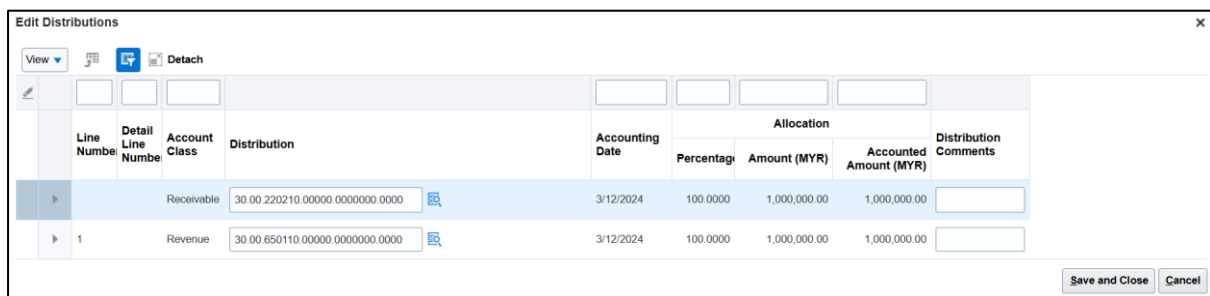 Edit Distributions
×
View Detach
Allocation
Line Numbe Detail Line Numbe Account Class Distribution Accounting Date Percentag Amount (MYR) Accounted Amount (MYR) Distribution Comments
Receivable 30.00.220210.00000.0000000.0000 3/12/2024 100.0000 1,000,000.00 1,000,000.00
1 Revenue 30.00.650110.00000.0000000.0000 3/12/2024 100.0000 1,000,000.00 1,000,000.00
Save and Close Cancel